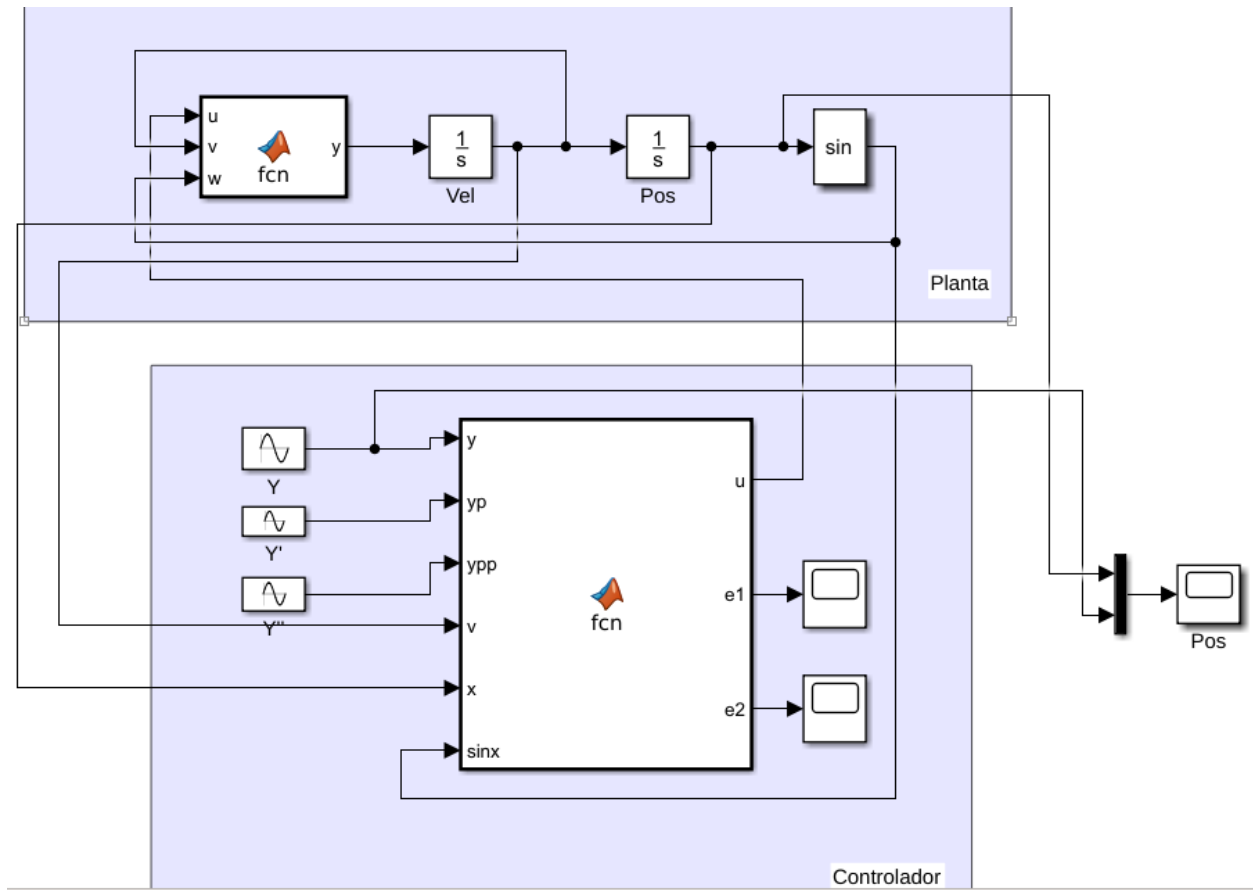 u
v
w
fcn
y
1
s
Vel
1
s
Pos
sin
Planta
Y
Y'
Y''
y
yp
ypp
v
x
sinx
fcn
u
e1
e2
Pos
Controlador